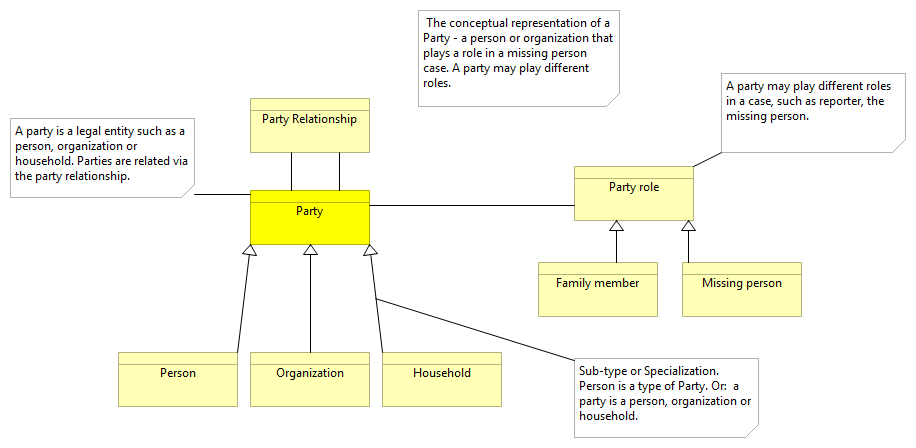 The conceptual representation of a
Party - a person or organization that
plays a role in a missing person
case. A party may play different
roles.
A party may play different roles
in a case, such as reporter, the
missing person.
Party Relationship
A party is a legal entity such as a
person, organization or
household. Parties are related via
the party relationship.
Party role
Party
Family member
Missing person
Person
Organization
Household
Sub-type or Specialization.
Person is a type of Party. Or:  a
party is a person, organization or
household.